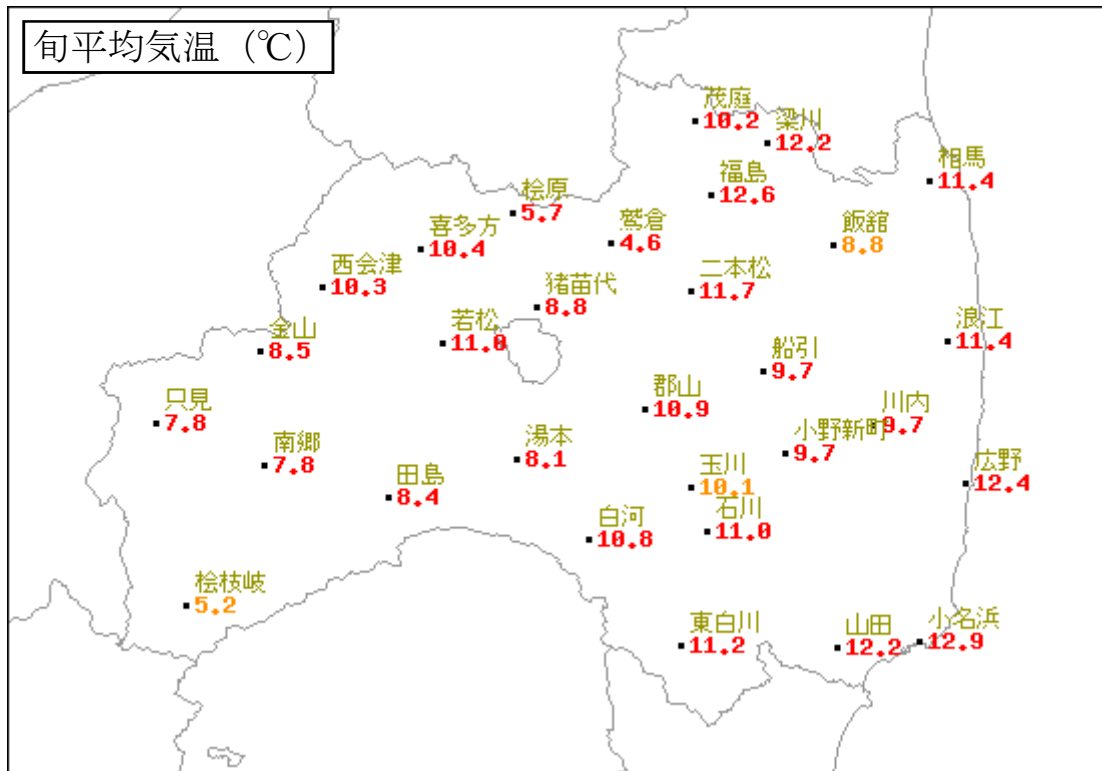 旬平均気温（℃）
茂庭
10.2
梁川
12.2
相馬
11.4
福島
12.6
桧原
5.7
鷲倉
4.6
喜多方
10.4
飯舘
8.8
西会津
10.3
猪苗代
8.8
二本松
11.7
金山
8.5
若松
11.0
浪江
11.4
船引
9.7
只見
7.8
郡山
10.9
川内
9.7
小野新町
9.7
南郷
7.8
湯本
8.1
田島
8.4
玉川
10.1
広野
12.4
石川
11.0
白河
10.8
桧枝岐
5.2
東白川
11.2
山田
12.2
小名浜
12.9